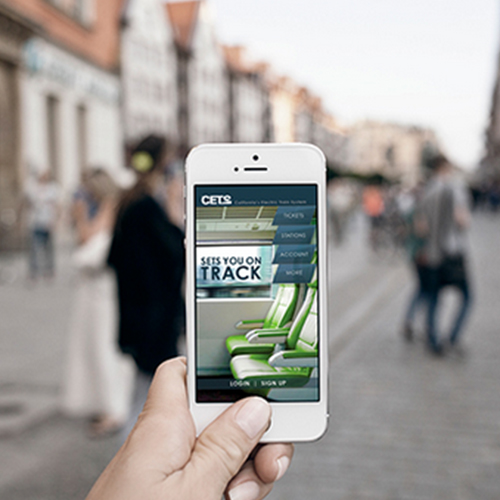 CETS California's Electric Train System
TICKETS
STATIONS
ACCOUNT
MORE
SETS YOU ON
TRACK
LOGIN | SIGN UP